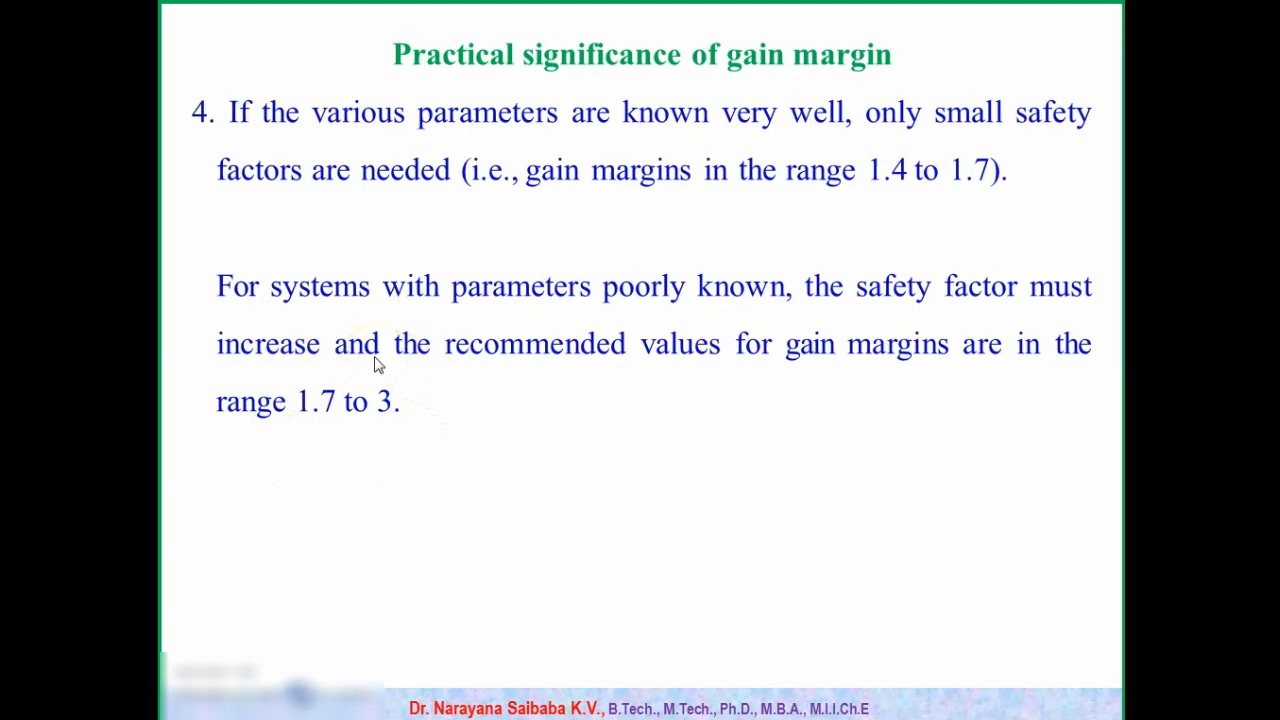 Practical significance of gain margin
4. If the various parameters are known very well, only small safety
factors are needed (i.e., gain margins in the range 1.4 to 1.7).
For systems with parameters poorly known, the safety factor must
increase and the recommended values for gain margins are in the
range 1.7 to 3.
Dr. Narayana Saibaba K.V., B.Tech., M.Tech., Ph.D., M.B.A., M.I.I.Ch.E